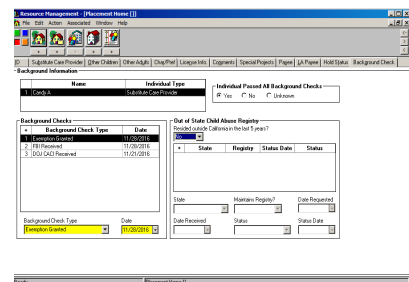 Resource Management - [Placement Home []]
File Edit Action Associated Window Help
ID Substitute Care Provider Other Children Other Adults Char/Pref License Info. Comments Special Projects Payee LA Payee Hold Status Background Check
Background Information
Name Individual Type
1 Candy A. Substitute Care Provider
Individual Passed All Background Checks
Yes No Unknown
Background Checks
+ Background Check Type Date
1 Exemption Granted 11/28/2016
2 FBI Received 11/28/2016
3 DOJ CACI Received 11/21/2016
Background Check Type Date
Exemption Granted 11/28/2016
Out of State Child Abuse Registry
Resided outside California in the last 5 years?
No
+ State Registry Status Date Status
State Maintains Registry? Date Requested
Date Received Status Status Date
Ready Placement Home []